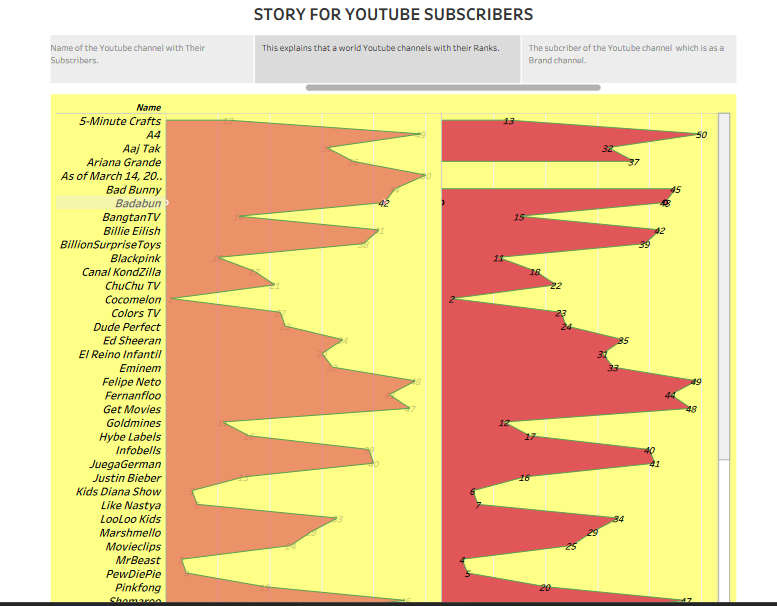 STORY FOR YOUTUBE SUBSCRIBERS
Name of the Youtube channel with Their
Subscribers.
This explains that a world Youtube channels with their Ranks.
The subcriber of the Youtube channel which is as a
Brand channel.
Name
5-Minute Crafts 13
A4 49 50
Aaj Tak 32
Ariana Grande 37
As of March 14, 20..
Bad Bunny 45
Badabun 42
BangtanTV 15
Billie Eilish 42
BillionSurpriseToys 39
Blackpink 11
Canal KondZilla 18
ChuChu TV 21 22
Cocomelon 2
Colors TV 23
Dude Perfect 24
Ed Sheeran 35
El Reino Infantil 31
Eminem 33
Felipe Neto 49
Fernanfloo 44
Get Movies 47 48
Goldmines 12
Hybe Labels 17
Infobells 40
JuegaGerman 40 41
Justin Bieber 16
Kids Diana Show 6
Like Nastya 7
LooLoo Kids 34
Marshmello 29
Movieclips 24 25
MrBeast 4
PewDiePie 5
Pinkfong 20
Shemaroo 47